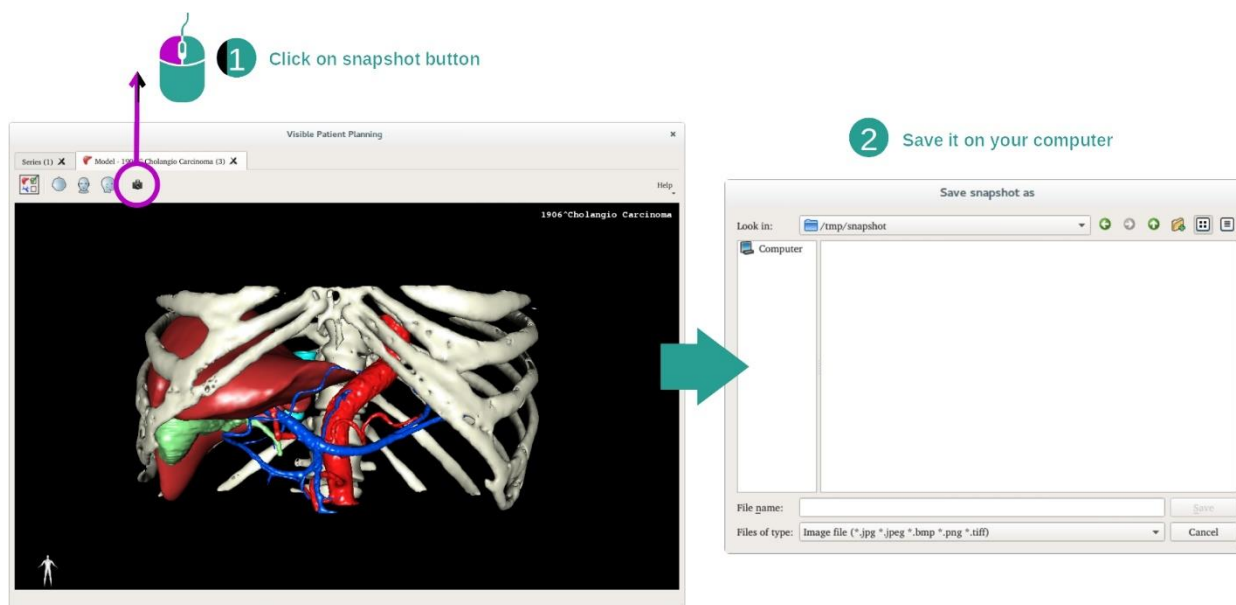 1 Click on snapshot button
Visible Patient Planning
Series (1) Model - 1906^Cholangio Carcinoma (3)
Help
1906^Cholangio Carcinoma
2 Save it on your computer
Save snapshot as
Look in: /tmp/snapshot
Computer
File name: Save
Files of type: Image file (*.jpg *.jpeg *.bmp *.png *.tiff) Cancel